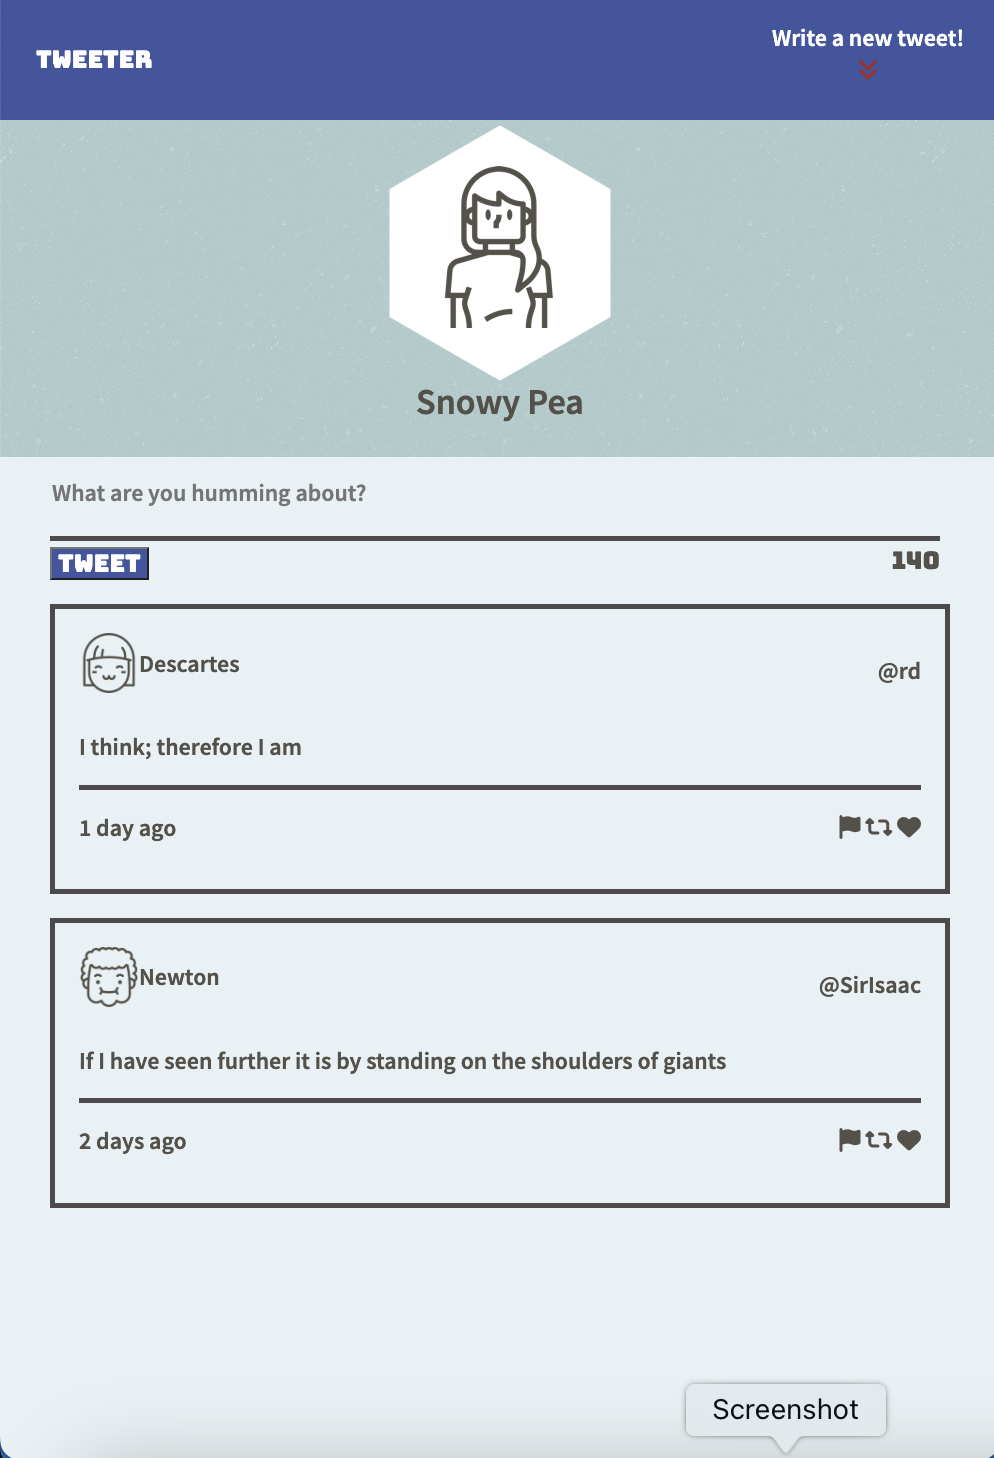 TWEETER
Write a new tweet!
Snowy Pea
What are you humming about?
TWEET
140
Descartes
@rd
I think; therefore I am
1 day ago
Newton
@SirIsaac
If I have seen further it is by standing on the shoulders of giants
2 days ago
Screenshot